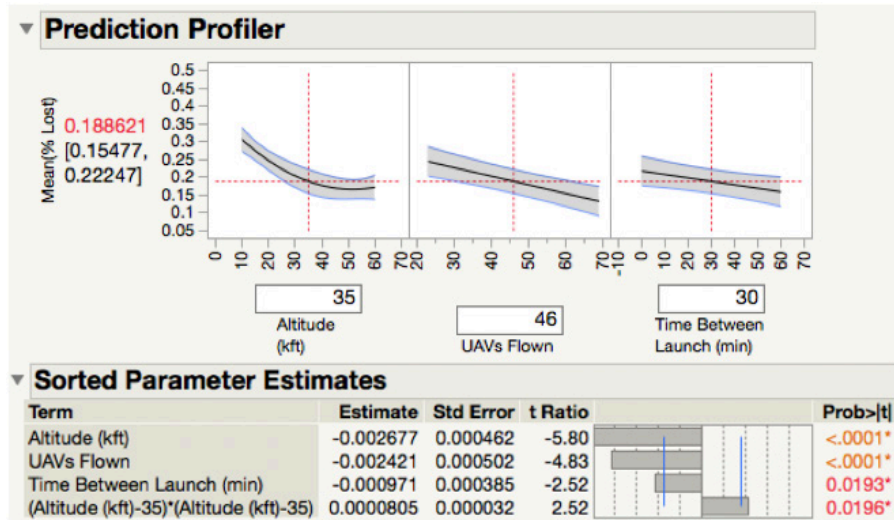 Prediction Profiler
Mean(% Lost)
0.188621
[0.15477,
0.22247]
0.5
0.45
0.4
0.35
0.3
0.25
0.2
0.15
0.1
0.05
0 10 20 30 40 50 60 70
20 30 40 50 60 70
-10 0 10 20 30 40 50 60 70
35
Altitude
(kft)
46
UAVs Flown
30
Time Between
Launch (min)
Sorted Parameter Estimates
Term Estimate Std Error t Ratio Prob>|t|
Altitude (kft) -0.002677 0.000462 -5.80 <.0001*
UAVs Flown -0.002421 0.000502 -4.83 <.0001*
Time Between Launch (min) -0.000971 0.000385 -2.52 0.0193*
(Altitude (kft)-35)*(Altitude (kft)-35) 0.0000805 0.000032 2.52 0.0196*